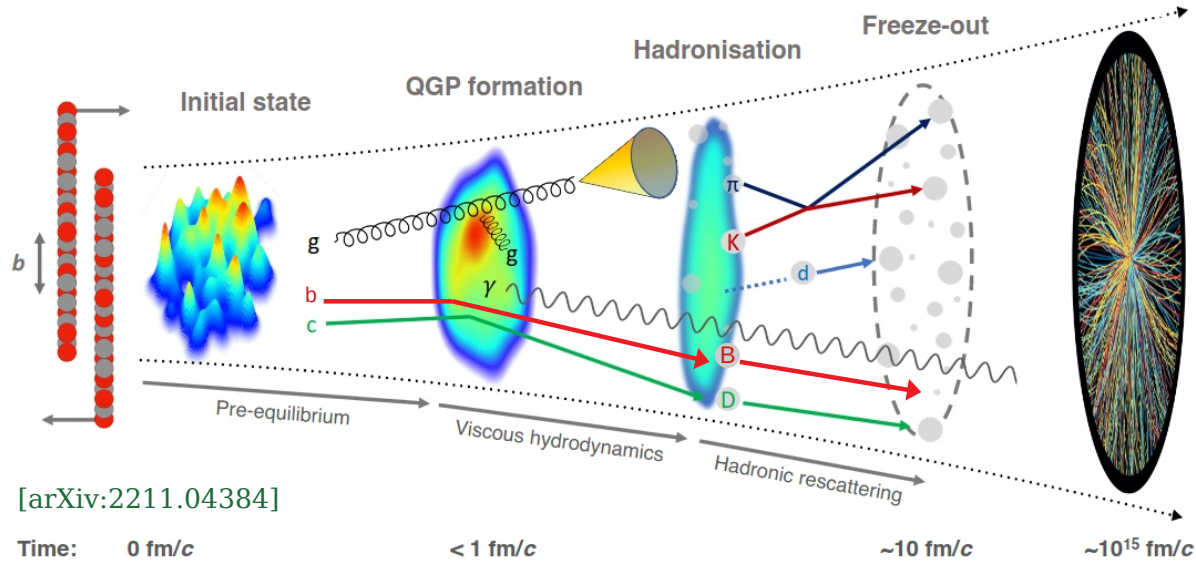 Freeze-out
Hadronisation
QGP formation
Initial state
b
g
g
γ
b
c
π
K
d
B
D
Pre-equilibrium
Viscous hydrodynamics
Hadronic rescattering
[arXiv:2211.04384]
Time: 0 fm/c < 1 fm/c ~10 fm/c ~10¹⁵ fm/c